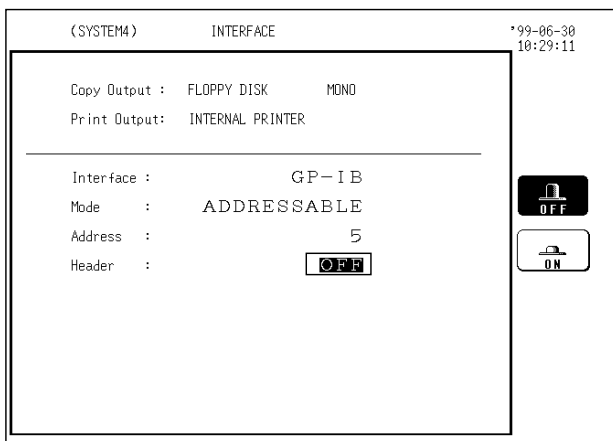 (SYSTEM4) INTERFACE '99-06-30
10:29:11
Copy Output : FLOPPY DISK MONO
Print Output: INTERNAL PRINTER
Interface : GP-IB
Mode : ADDRESSABLE
Address : 5
Header : OFF
OFF
ON